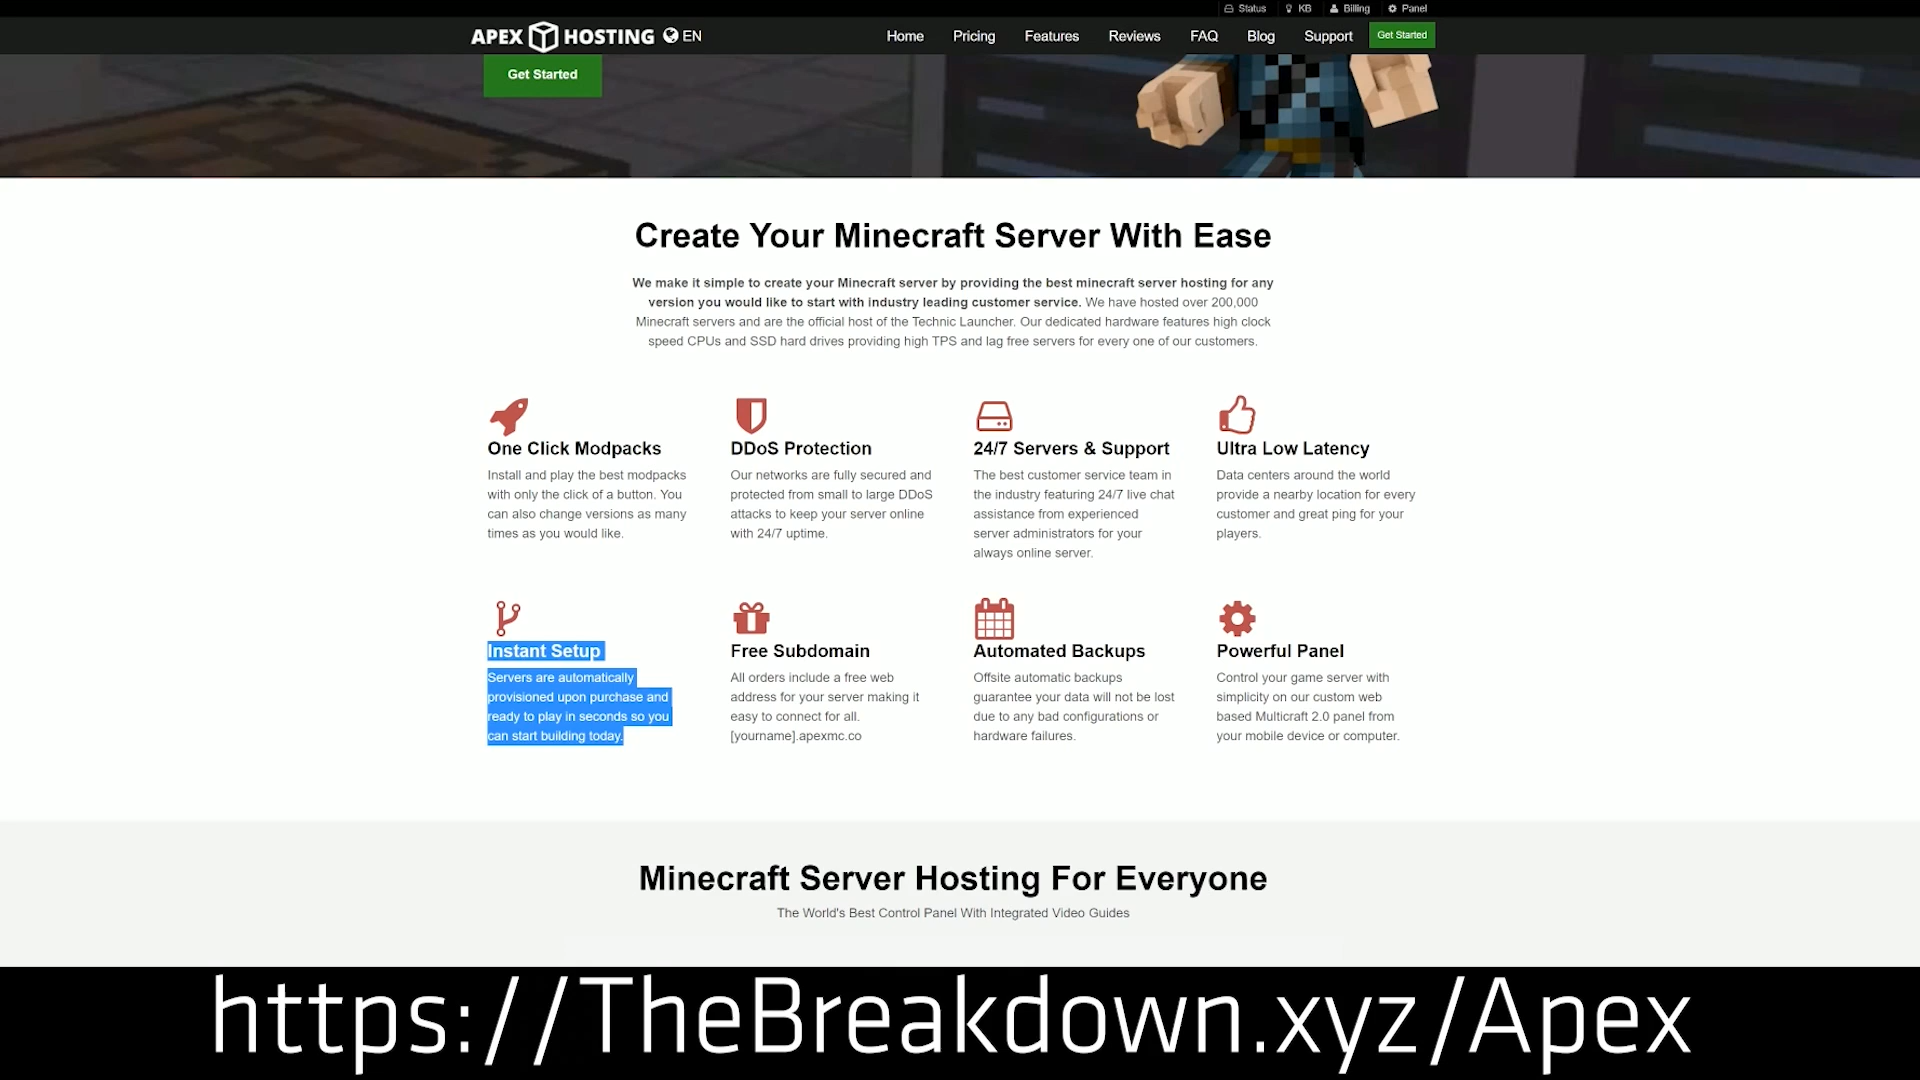 Status KB Billing Panel
APEX HOSTING EN Home Pricing Features Reviews FAQ Blog Support Get Started
Get Started
Create Your Minecraft Server With Ease
We make it simple to create your Minecraft server by providing the best minecraft server hosting for any
version you would like to start with industry leading customer service. We have hosted over 200,000
Minecraft servers and are the official host of the Technic Launcher. Our dedicated hardware features high clock
speed CPUs and SSD hard drives providing high TPS and lag free servers for every one of our customers.
One Click Modpacks
Install and play the best modpacks
with only the click of a button. You
can also change versions as many
times as you would like.
DDoS Protection
Our networks are fully secured and
protected from small to large DDoS
attacks to keep your server online
with 24/7 uptime.
24/7 Servers & Support
The best customer service team in
the industry featuring 24/7 live chat
assistance from experienced
server administrators for your
always online server.
Ultra Low Latency
Data centers around the world
provide a nearby location for every
customer and great ping for your
players.
Instant Setup
Servers are automatically
provisioned upon purchase and
ready to play in seconds so you
can start building today.
Free Subdomain
All orders include a free web
address for your server making it
easy to connect for all.
[yourname].apexmc.co
Automated Backups
Offsite automatic backups
guarantee your data will not be lost
due to any bad configurations or
hardware failures.
Powerful Panel
Control your game server with
simplicity on our custom web
based Multicraft 2.0 panel from
your mobile device or computer.
Minecraft Server Hosting For Everyone
The World's Best Control Panel With Integrated Video Guides
https://TheBreakdown.xyz/Apex